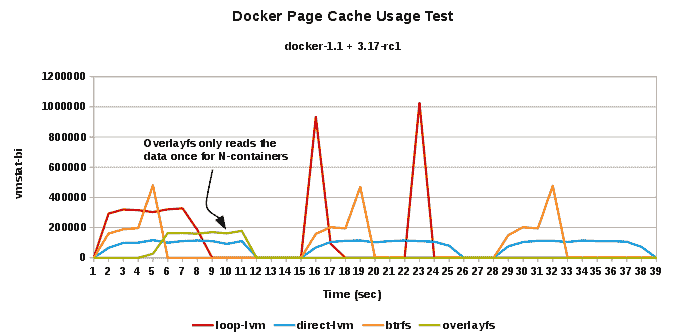 Docker Page Cache Usage Test
docker-1.1 + 3.17-rc1
1200000
1000000
800000
600000
400000
200000
0
vmstat-bi
Overlayfs only reads the
data once for N-containers
1 2 3 4 5 6 7 8 9 10 11 12 13 14 15 16 17 18 19 20 21 22 23 24 25 26 27 28 29 30 31 32 33 34 35 36 37 38 39
Time (sec)
loop-lvm direct-lvm btrfs overlayfs